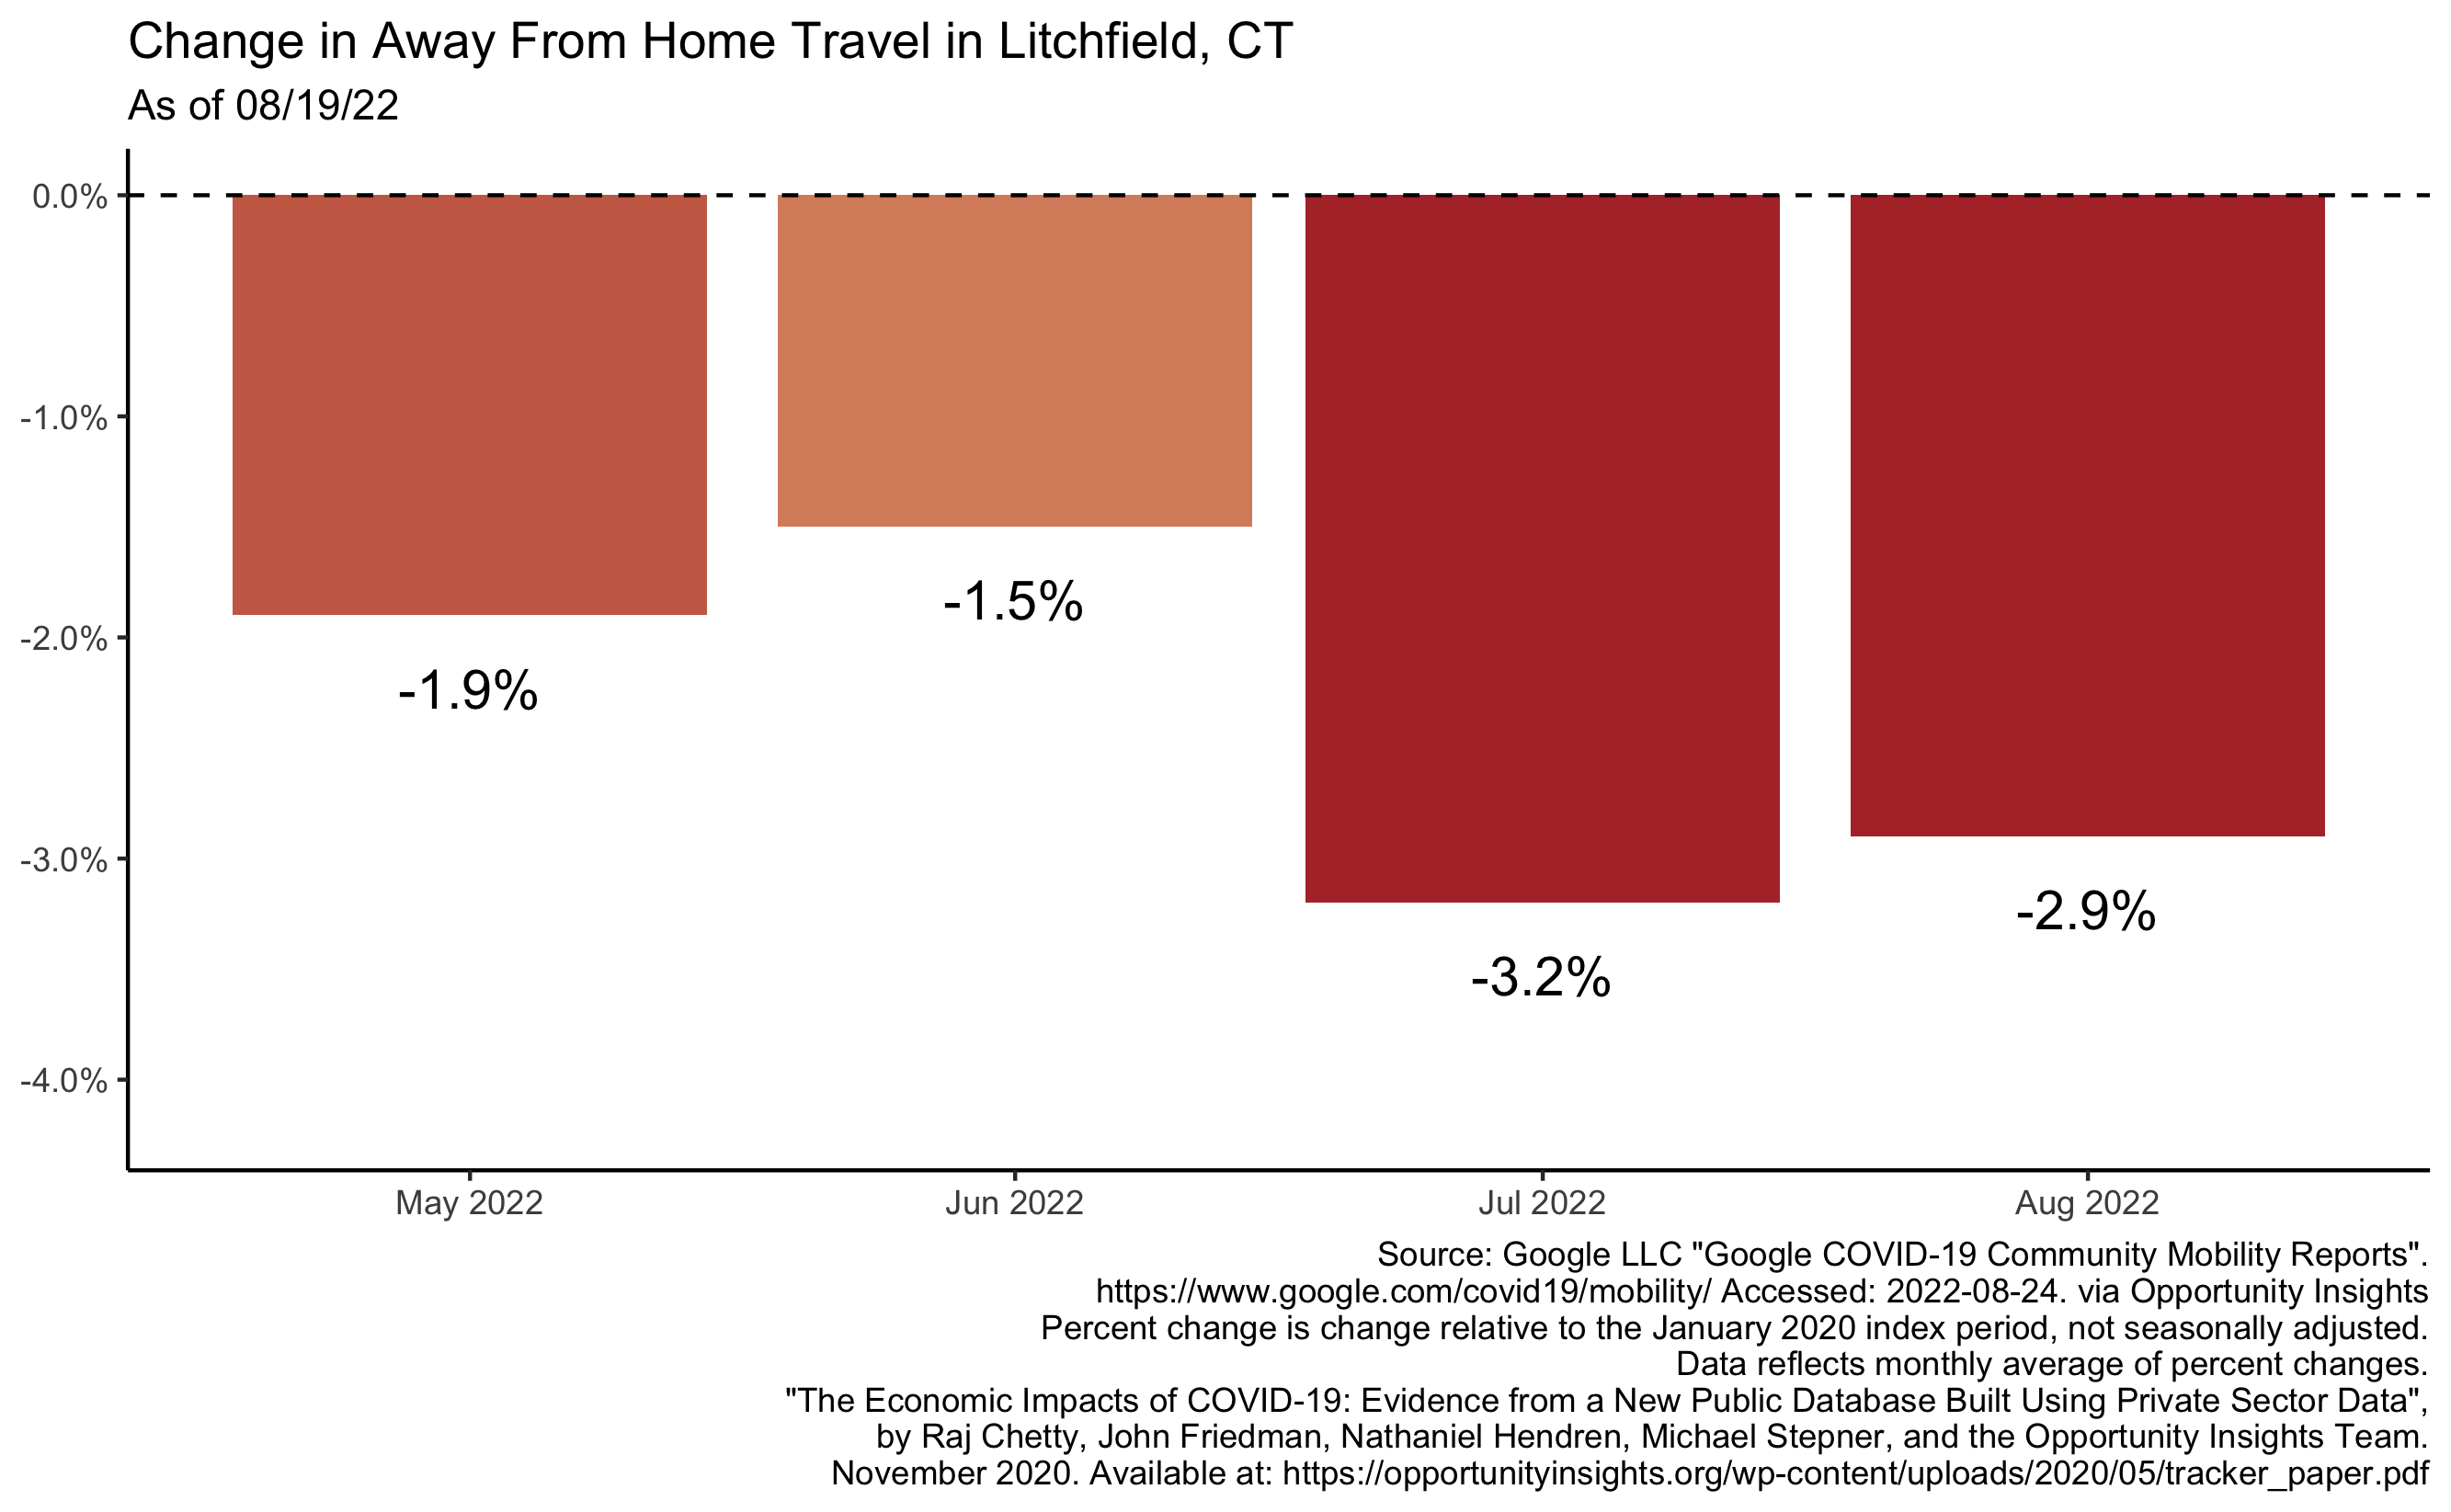 Change in Away From Home Travel in Litchfield, CT
As of 08/19/22
0.0%
-1.0%
-2.0%
-3.0%
-4.0%
-1.9%
-1.5%
-3.2%
-2.9%
May 2022
Jun 2022
Jul 2022
Aug 2022
Source: Google LLC "Google COVID-19 Community Mobility Reports".
https://www.google.com/covid19/mobility/ Accessed: 2022-08-24. via Opportunity Insights
Percent change is change relative to the January 2020 index period, not seasonally adjusted.
Data reflects monthly average of percent changes.
"The Economic Impacts of COVID-19: Evidence from a New Public Database Built Using Private Sector Data",
by Raj Chetty, John Friedman, Nathaniel Hendren, Michael Stepner, and the Opportunity Insights Team.
November 2020. Available at: https://opportunityinsights.org/wp-content/uploads/2020/05/tracker_paper.pdf